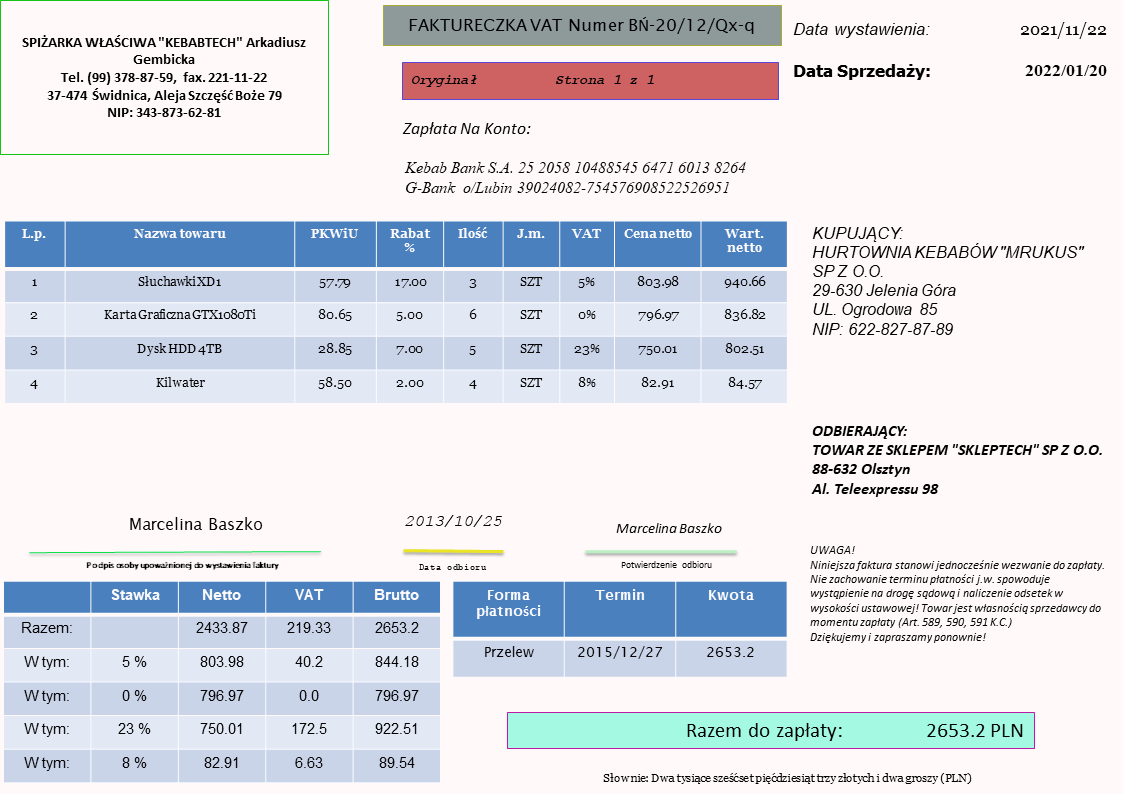 SPIŻARKA WŁAŚCIWA "KEBABTECH" Arkadiusz
Gembicka
Tel. (99) 378-87-59, fax. 221-11-22
37-474 Świdnica, Aleja Szczęść Boże 79
NIP: 343-873-62-81
FAKTURECZKA VAT Numer BŃ-20/12/Qx-q
Oryginał Strona 1 z 1
Data wystawienia: 2021/11/22
Data Sprzedaży: 2022/01/20
Zapłata Na Konto:
Kebab Bank S.A. 25 2058 10488545 6471 6013 8264
G-Bank o/Lubin 39024082-754576908522526951
L.p. Nazwa towaru PKWiU Rabat % Ilość J.m. VAT Cena netto Wart. netto
1 Słuchawki XD1 57.79 17.00 3 SZT 5% 803.98 940.66
2 Karta Graficzna GTX1080Ti 80.65 5.00 6 SZT 0% 796.97 836.82
3 Dysk HDD 4TB 28.85 7.00 5 SZT 23% 750.01 802.51
4 Kilwater 58.50 2.00 4 SZT 8% 82.91 84.57
KUPUJĄCY:
HURTOWNIA KEBABÓW "MRUKUS"
SP Z O.O.
29-630 Jelenia Góra
UL. Ogrodowa 85
NIP: 622-827-87-89
ODBIERAJĄCY:
TOWAR ZE SKLEPEM "SKLEPTECH" SP Z O.O.
88-632 Olsztyn
Al. Teleexpressu 98
Marcelina Baszko
Podpis osoby upoważnionej do wystawienia faktury
2013/10/25
Data odbioru
Marcelina Baszko
Potwierdzenie odbioru
UWAGA!
Niniejsza faktura stanowi jednocześnie wezwanie do zapłaty.
Nie zachowanie terminu płatności j.w. spowoduje
wystąpienie na drogę sądową i naliczenie odsetek w
wysokości ustawowej! Towar jest własnością sprzedawcy do
momentu zapłaty (Art. 589, 590, 591 K.C.)
Dziękujemy i zapraszamy ponownie!
Stawka Netto VAT Brutto
Razem: 2433.87 219.33 2653.2
W tym: 5 % 803.98 40.2 844.18
W tym: 0 % 796.97 0.0 796.97
W tym: 23 % 750.01 172.5 922.51
W tym: 8 % 82.91 6.63 89.54
Forma płatności Termin Kwota
Przelew 2015/12/27 2653.2
Razem do zapłaty: 2653.2 PLN
Słownie: Dwa tysiące sześćset pięćdziesiąt trzy złotych i dwa groszy (PLN)